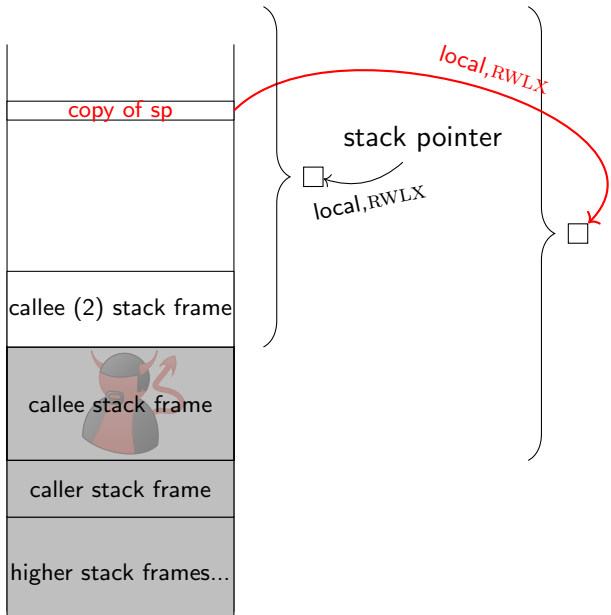 local,RWLX
copy of sp
stack pointer
local,RWLX
callee (2) stack frame
callee stack frame
caller stack frame
higher stack frames...